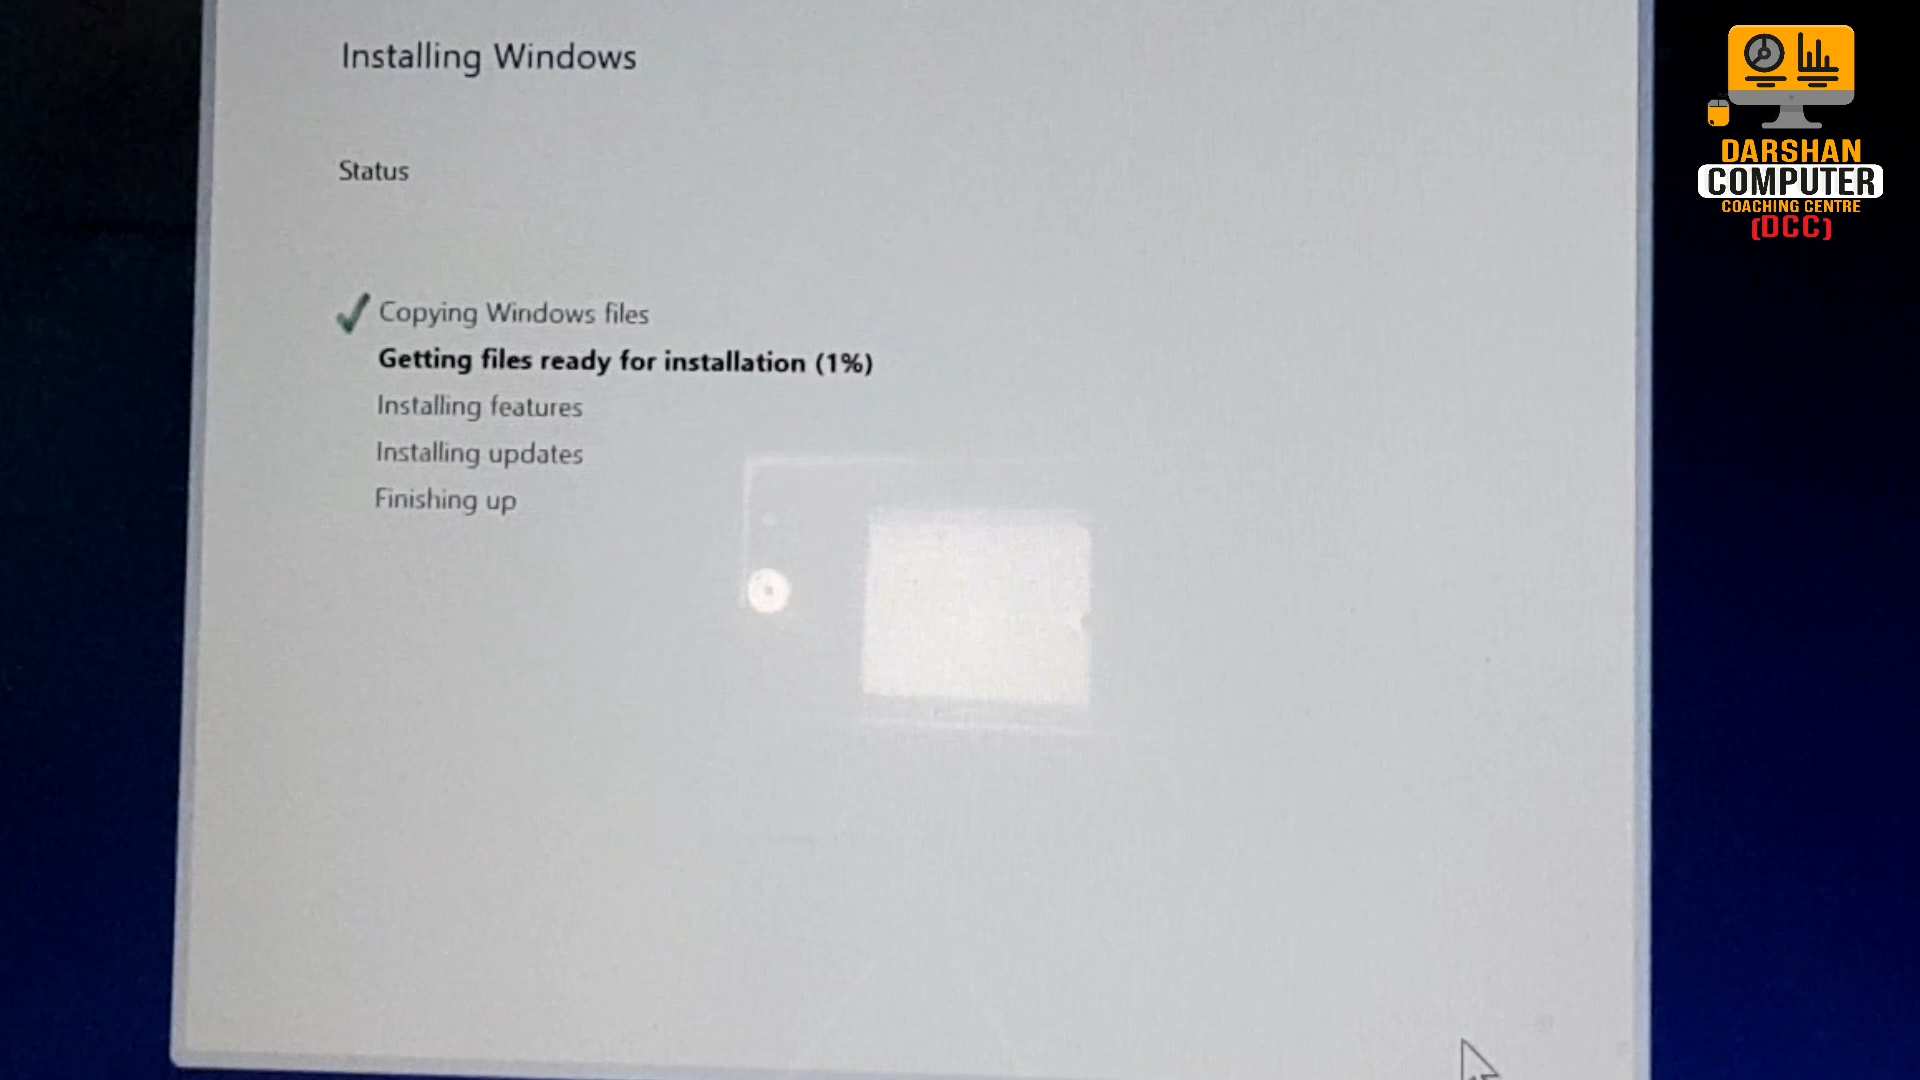 Installing Windows
Status
Copying Windows files
Getting files ready for installation (1%)
Installing features
Installing updates
Finishing up
DARSHAN
COMPUTER
COACHING CENTRE
(DCC)